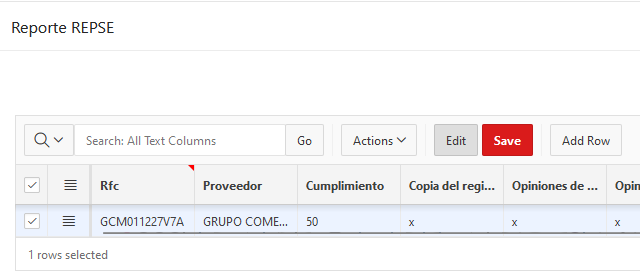 Reporte REPSE
Search: All Text Columns Go Actions Edit Save Add Row
Rfc Proveedor Cumplimiento Copia del regi... Opiniones de ... Opin
GCM011227V7A GRUPO COME... 50 x x x
1 rows selected